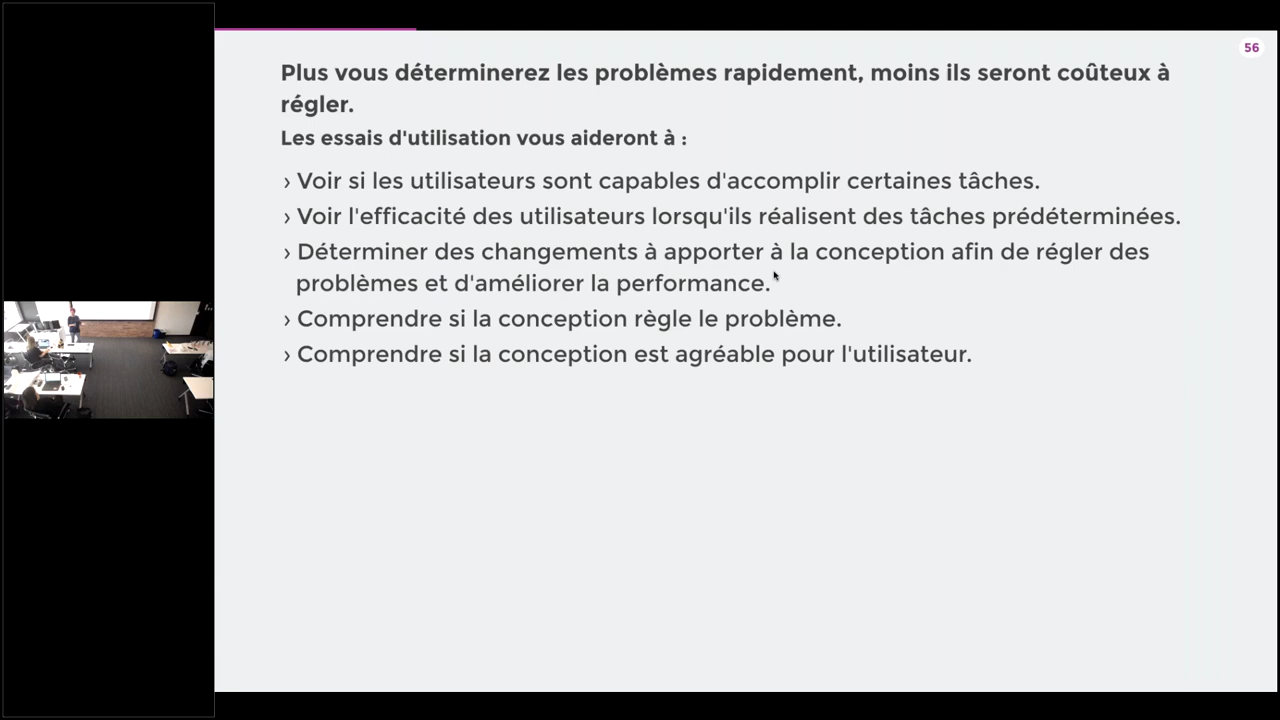 56
Plus vous déterminerez les problèmes rapidement, moins ils seront coûteux à
régler.
Les essais d'utilisation vous aideront à :
› Voir si les utilisateurs sont capables d'accomplir certaines tâches.
› Voir l'efficacité des utilisateurs lorsqu'ils réalisent des tâches prédéterminées.
› Déterminer des changements à apporter à la conception afin de régler des
problèmes et d'améliorer la performance.
› Comprendre si la conception règle le problème.
› Comprendre si la conception est agréable pour l'utilisateur.